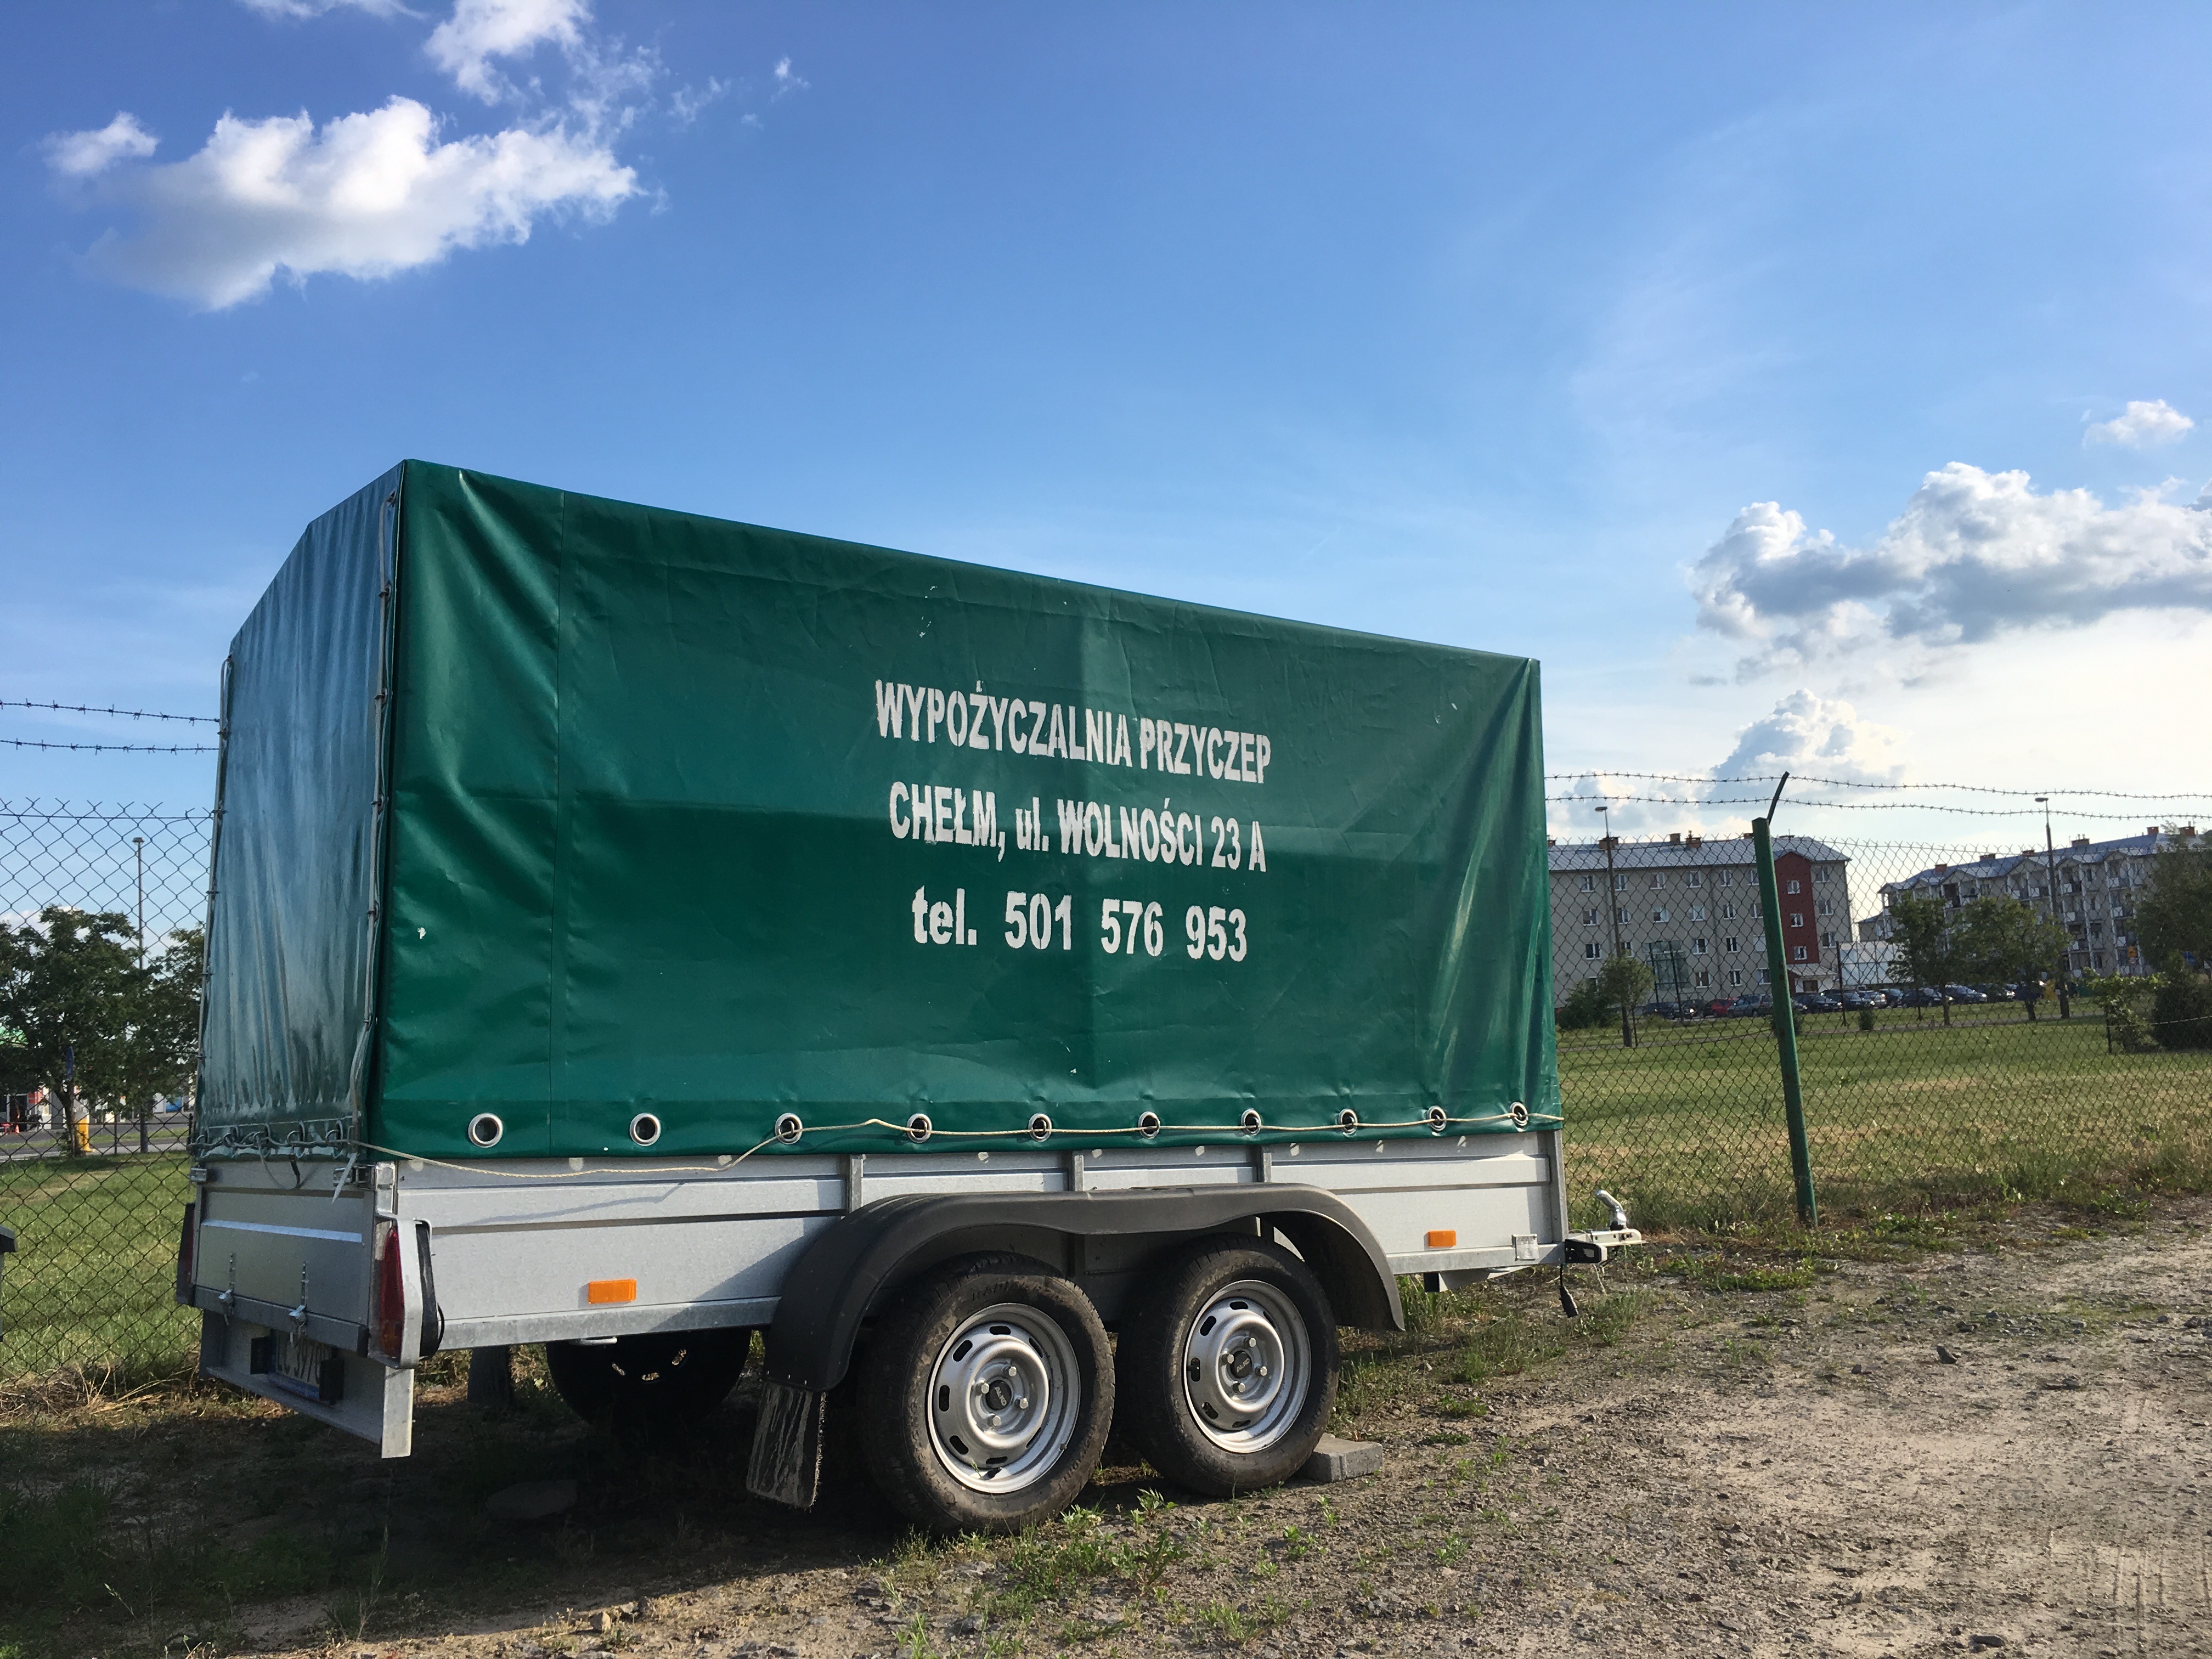 WYPOŻYCZALNIA PRZYCZEP
CHEŁM, ul. WOLNOŚCI 23 A
tel. 501 576 953